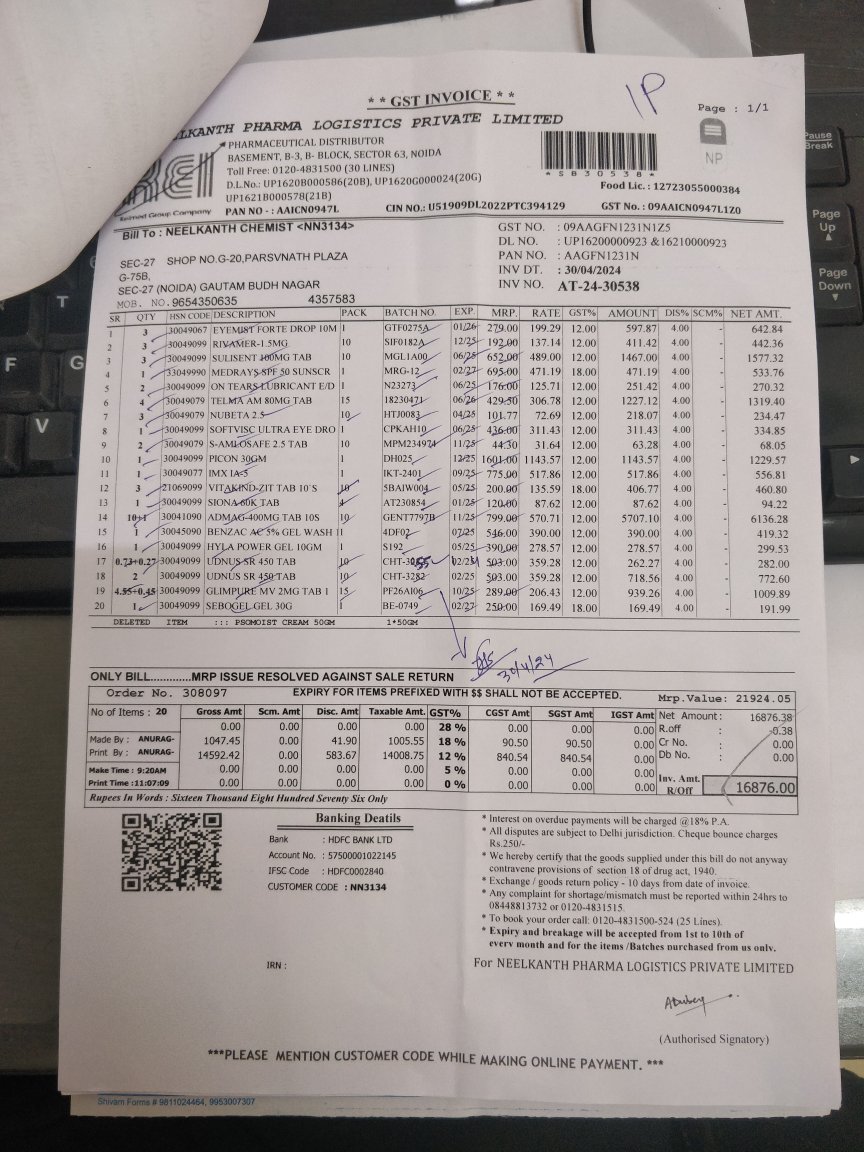 ** GST INVOICE **
IP
Page : 1/1
ELKANTH PHARMA LOGISTICS PRIVATE LIMITED
PHARMACEUTICAL DISTRIBUTOR
BASEMENT, B-3, B- BLOCK, SECTOR 63, NOIDA
Toll Free: 0120-4831500 (30 LINES)
D.L.No.: UP1620B000586(20B), UP1620G000024(20G)
UP1621B000578(21B)
PAN NO - : AAICN0947L
CIN NO.: U51909DL2022PTC394129
*SB30538*
NP
Food Lic. : 12723055000384
GST No. : 09AAICN0947L1Z0
Group Company
Bill To : NEELKANTH CHEMIST <NN3134>
SEC-27 SHOP NO.G-20,PARSVNATH PLAZA
G-75B,
SEC-27 (NOIDA) GAUTAM BUDH NAGAR
MOB. NO.9654350635 4357583
GST NO. : 09AAGFN1231N1Z5
DL NO. : UP16200000923 &16210000923
PAN NO. : AAGFN1231N
INV DT. : 30/04/2024
INV NO. AT-24-30538
SR QTY HSN CODE DESCRIPTION PACK BATCH NO. EXP. MRP. RATE GST% AMOUNT DIS% SCM% NET AMT.
1 3 30049067 EYEMIST FORTE DROP 10M 1 GTF0275A 01/26 279.00 199.29 12.00 597.87 4.00 - 642.84
2 3 30049099 RIVAMER-1.5MG 10 SIF0182A 12/25 192.00 137.14 12.00 411.42 4.00 - 442.36
3 3 30049099 SULISENT 100MG TAB 10 MGL1A00 06/25 652.00 489.00 12.00 1467.00 4.00 - 1577.32
4 1 33049990 MEDRAYS SPF 50 SUNSCR 1 MRG-12 02/27 695.00 471.19 18.00 471.19 4.00 - 533.76
5 2 30049099 ON TEARS LUBRICANT E/D 1 N23273 06/25 176.00 125.71 12.00 251.42 4.00 - 270.32
6 4 30049079 TELMA AM 80MG TAB 15 18230471 06/26 429.50 306.78 12.00 1227.12 4.00 - 1319.40
7 3 30049079 NUBETA 2.5 10 HTJ0083 04/25 101.77 72.69 12.00 218.07 4.00 - 234.47
8 1 30049099 SOFTVISC ULTRA EYE DRO 1 CPKAH10 06/25 436.00 311.43 12.00 311.43 4.00 - 334.85
9 2 30049079 S-AMLOSAFE 2.5 TAB 10 MPM234974 11/25 44.30 31.64 12.00 63.28 4.00 - 68.05
10 1 30049099 PICON 30GM 1 DH025 12/25 1601.00 1143.57 12.00 1143.57 4.00 - 1229.57
11 1 30049077 IMX IA-5 1 IKT-2401 09/25 775.00 517.86 12.00 517.86 4.00 - 556.81
12 3 21069099 VITAKIND-ZIT TAB 10`S 10 5BAIW004 05/25 200.00 135.59 18.00 406.77 4.00 - 460.80
13 1 30049099 SIONA 60K TAB 4 AT230854 01/25 120.00 87.62 12.00 87.62 4.00 - 94.22
14 10+1 30041090 ADMAG-400MG TAB 10S 10 GENT7797B 11/25 799.00 570.71 12.00 5707.10 4.00 - 6136.28
15 1 30045090 BENZAC AC 5% GEL WASH 1 1 4DF02 07/25 546.00 390.00 12.00 390.00 4.00 - 419.32
16 1 30049099 HYLA POWER GEL 10GM 1 S192 05/25 390.00 278.57 12.00 278.57 4.00 - 299.53
17 0.73+0.27 30049099 UDNUS SR 450 TAB 10 02/25 503.00 359.28 12.00 262.27 4.00 - 282.00
18 2 30049099 UDNUS SR 450 TAB 10 CHT-3282 02/25 503.00 359.28 12.00 718.56 4.00 - 772.60
19 4.55+0.45 30049099 GLIMPURE MV 2MG TAB 1 15 PF26AI06 10/25 289.00 206.43 12.00 939.26 4.00 - 1009.89
20 1 30049099 SEBOGEL GEL 30G 1 BE-0749 02/27 250.00 169.49 18.00 169.49 4.00 - 191.99
DELETED ITEM ::: PSOMOIST CREAM 50GM 1*50GM
30/4/24
ONLY BILL............MRP ISSUE RESOLVED AGAINST SALE RETURN
Order No. 308097 EXPIRY FOR ITEMS PREFIXED WITH $$ SHALL NOT BE ACCEPTED. Mrp.Value: 21924.05
No of Items : 20 Gross Amt Scm. Amt Disc. Amt Taxable Amt. GST% CGST Amt SGST Amt IGST Amt Net Amount : 16876.38
0.00 0.00 0.00 0.00 28 % 0.00 0.00 0.00 R.off : -0.38
Made By : ANURAG- 1047.45 0.00 41.90 1005.55 18 % 90.50 90.50 0.00 Cr No. : 0.00
Print By : ANURAG- 14592.42 0.00 583.67 14008.75 12 % 840.54 840.54 0.00 Db No. : 0.00
Make Time : 9:20AM 0.00 0.00 0.00 0.00 5 % 0.00 0.00 0.00
Print Time :11:07:09 0.00 0.00 0.00 0.00 0 % 0.00 0.00 0.00 Inv. Amt. R/Off 16876.00
Rupees In Words : Sixteen Thousand Eight Hundred Seventy Six Only
Banking Deatils
Bank : HDFC BANK LTD
Account No. : 57500001022145
IFSC Code : HDFC0002840
CUSTOMER CODE : NN3134
IRN :
* Interest on overdue payments will be charged @18% P.A.
* All disputes are subject to Delhi jurisdiction. Cheque bounce charges
Rs.250/-
* We hereby certify that the goods supplied under this bill do not anyway
contravene provisions of section 18 of drug act, 1940.
* Exchange / goods return policy - 10 days from date of invoice.
* Any complaint for shortage/mismatch must be reported within 24hrs to
08448813732 or 0120-4831515.
* To book your order call: 0120-4831500-524 (25 Lines).
* Expiry and breakage will be accepted from 1st to 10th of
every month and for the items /Batches purchased from us only.
For NEELKANTH PHARMA LOGISTICS PRIVATE LIMITED
(Authorised Signatory)
***PLEASE MENTION CUSTOMER CODE WHILE MAKING ONLINE PAYMENT. ***
Shivam Forms # 9811024464, 9953007307
Pause
Break
Page
Up
Page
Down
T
G
F
V